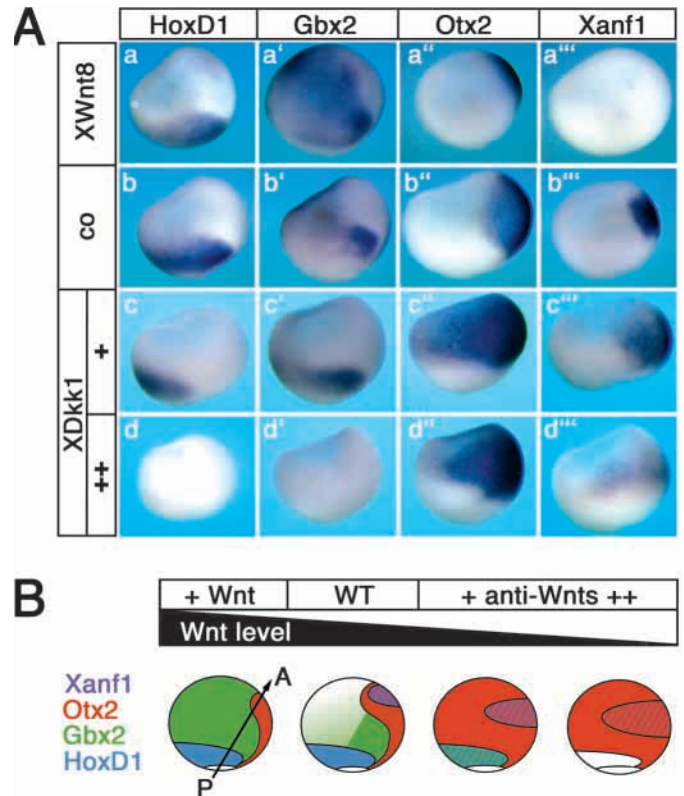 A
HoxD1 Gbx2 Otx2 Xanf1
XWnt8
a a' a'' a'''
co
b b' b'' b'''
XDkk1
+
c c' c'' c'''
++
d d' d'' d'''
B
+ Wnt WT + anti-Wnts ++
Wnt level
Xanf1
Otx2
Gbx2
HoxD1
A
P